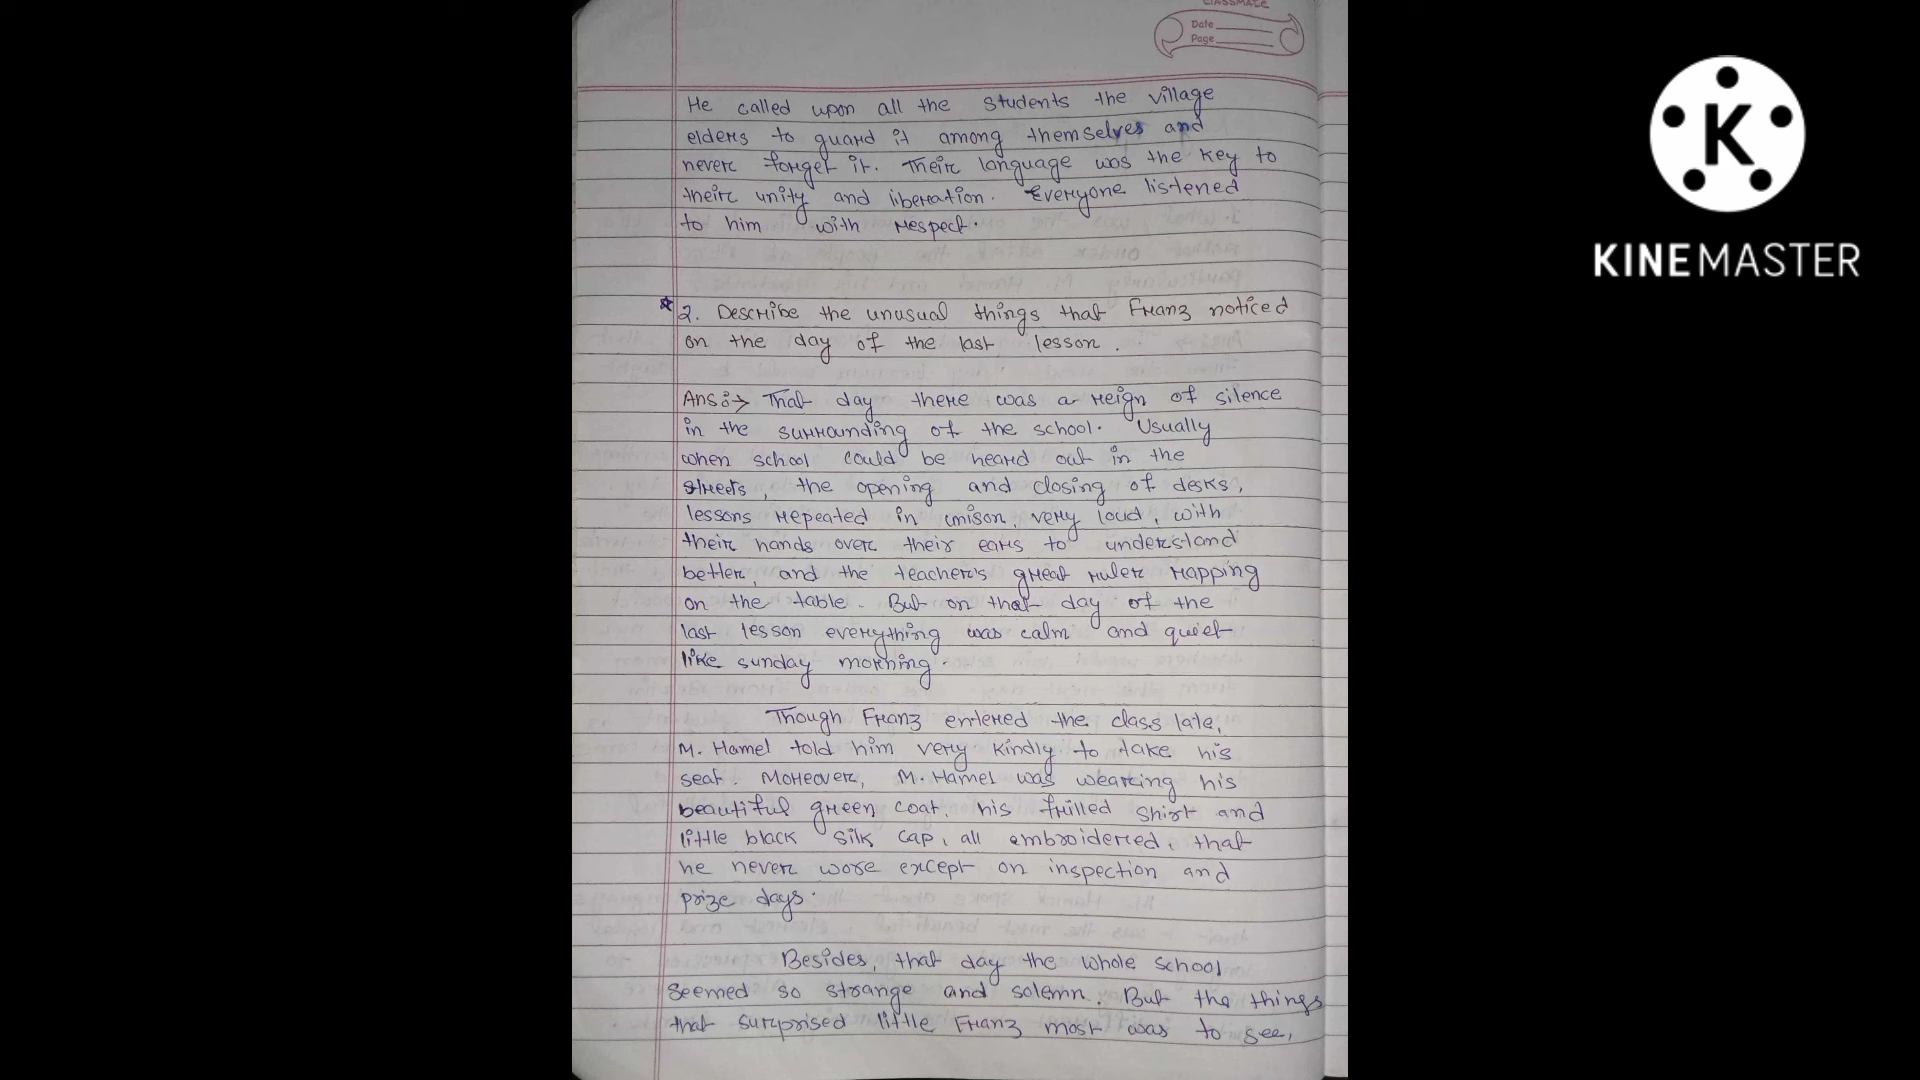 CLASSMATE
Date
Page
He called upon all the students the village
elders to guard it among themselves and
never forget it. Their language was the key to
their unity and liberation. Everyone listened
to him with respect.
2. Describe the unusual things that Franz noticed
on the day of the last lesson.
Ans:→ That day there was a reign of silence
in the surrounding of the school. Usually
when school could be heard out in the
streets, the opening and closing of desks,
lessons repeated in unison, very loud, with
their hands over their ears to understand
better, and the teacher's great ruler rapping
on the table. But on that day of the
last lesson everything was calm and quiet
like sunday morning.
Though Franz entered the class late,
M. Hamel told him very kindly to take his
seat. Moreover, M. Hamel was wearing his
beautiful green coat, his frilled shirt and
little black silk cap, all embroidered, that
he never wore except on inspection and
prize days.
Besides, that day the whole school
seemed so strange and solemn. But the things
that surprised little Franz most was to see,
K
KINEMASTER